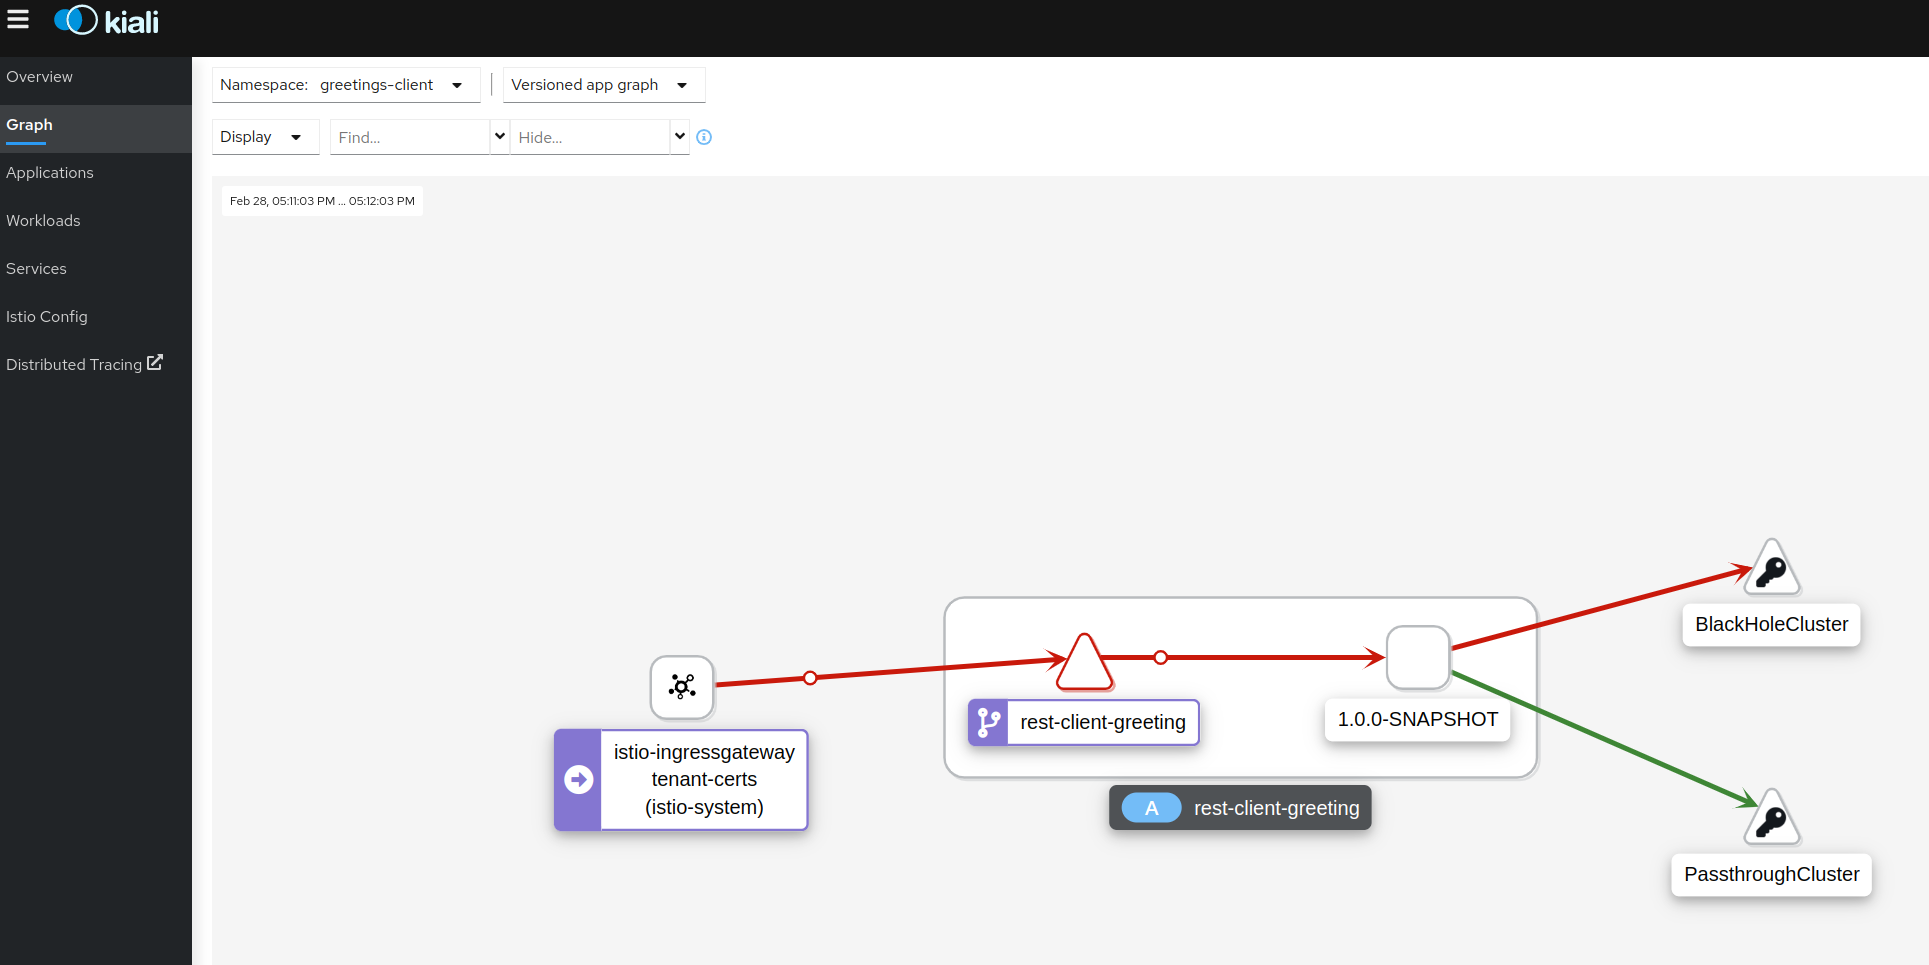 kiali
Overview
Graph
Applications
Workloads
Services
Istio Config
Distributed Tracing
Namespace: greetings-client
Versioned app graph
Display
Find...
Hide...
Feb 28, 05:11:03 PM ... 05:12:03 PM
BlackHoleCluster
rest-client-greeting
1.0.0-SNAPSHOT
istio-ingressgateway
tenant-certs
(istio-system)
A rest-client-greeting
PassthroughCluster